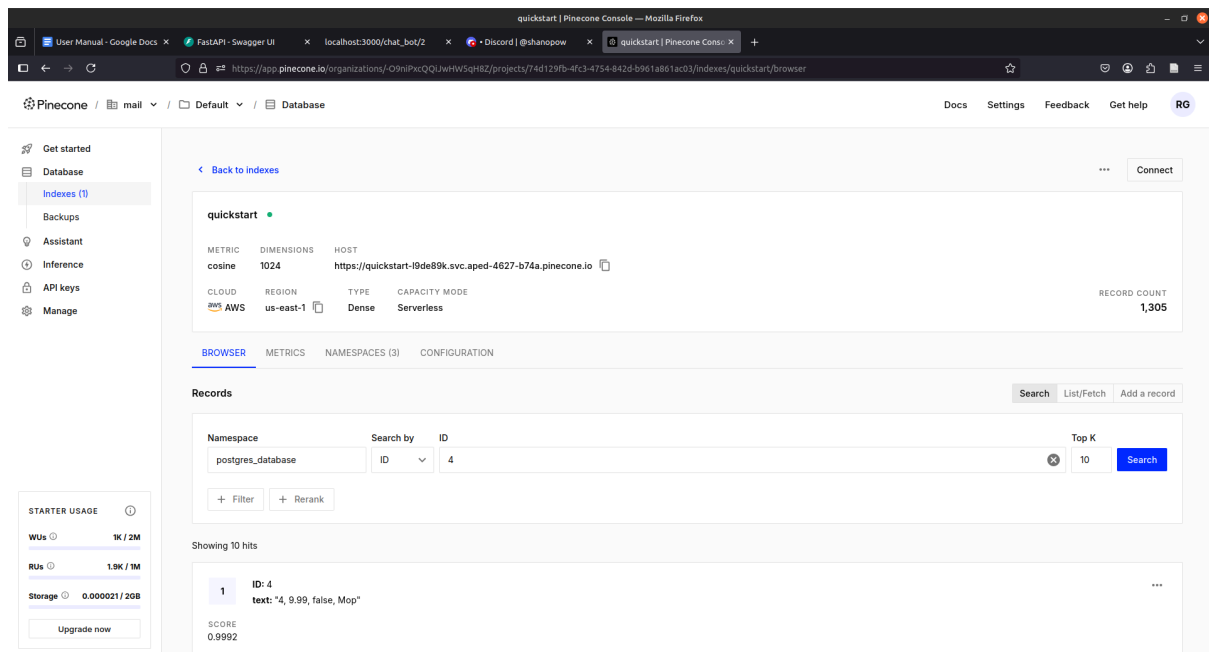 quickstart | Pinecone Console — Mozilla Firefox
User Manual - Google Docs × FastAPI - Swagger UI × localhost:3000/chat_bot/2 × • Discord | @shanopow × quickstart | Pinecone Conso × +
https://app.pinecone.io/organizations/-O9niPxcQQiJwHW5qH8Z/projects/74d129fb-4fc3-4754-842d-b961a861ac03/indexes/quickstart/browser
Pinecone / mail / Default / Database Docs Settings Feedback Get help RG
Get started
Database
Indexes (1)
Backups
Assistant
Inference
API keys
Manage
Back to indexes ••• Connect
quickstart
METRIC DIMENSIONS HOST
cosine 1024 https://quickstart-l9de89k.svc.aped-4627-b74a.pinecone.io
CLOUD REGION TYPE CAPACITY MODE RECORD COUNT
aws AWS us-east-1 Dense Serverless 1,305
BROWSER METRICS NAMESPACES (3) CONFIGURATION
Records Search List/Fetch Add a record
Namespace Search by ID Top K
postgres_database ID 4 10 Search
+ Filter + Rerank
Showing 10 hits
1 ID: 4 •••
text: "4, 9.99, false, Mop"
SCORE
0.9992
STARTER USAGE
WUs 1K / 2M
RUs 1.9K / 1M
Storage 0.000021 / 2GB
Upgrade now